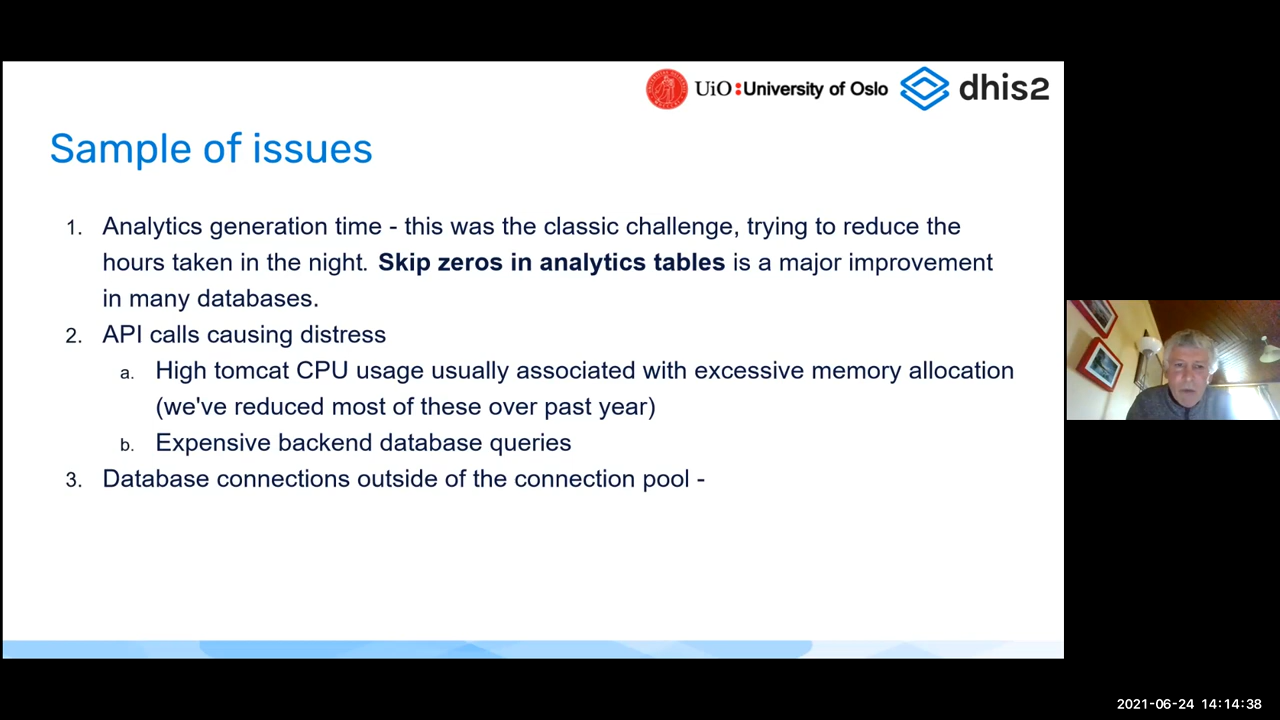 UiO:University of Oslo dhis2
Sample of issues
1. Analytics generation time - this was the classic challenge, trying to reduce the
hours taken in the night. Skip zeros in analytics tables is a major improvement
in many databases.
2. API calls causing distress
a. High tomcat CPU usage usually associated with excessive memory allocation
(we've reduced most of these over past year)
b. Expensive backend database queries
3. Database connections outside of the connection pool -
2021-06-24 14:14:38